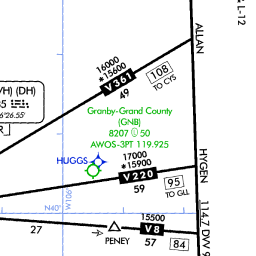 & L-12
ALLAN
16000
*15600
V361
49
108
TO CYS
VH) (DH)
6'26.55'
Granby-Grand County
(GNB)
8207 50
AWOS-3PT 119.925
HUGGS
17000
*15900
V220
59
HYGEN
95
TO GLL
N40°
W106°
27
PENEY
15500
V8
57
84
114.7 DVV